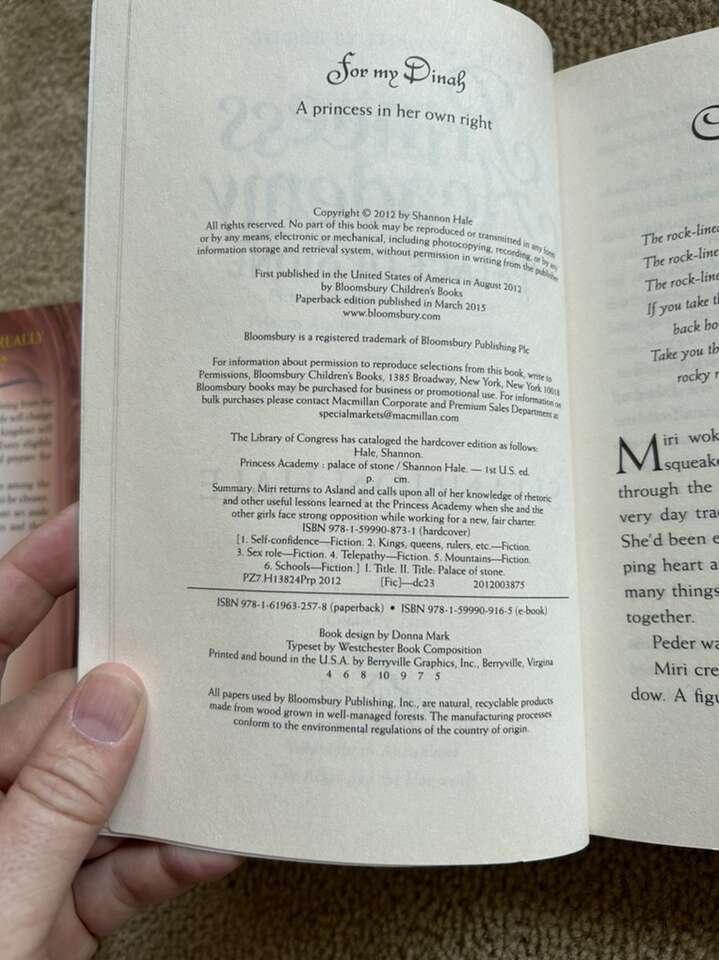 For my Dinah
A princess in her own right
Copyright © 2012 by Shannon Hale
All rights reserved. No part of this book may be reproduced or transmitted in any form
or by any means, electronic or mechanical, including photocopying, recording, or by any
information storage and retrieval system, without permission in writing from the publisher
First published in the United States of America in August 2012
by Bloomsbury Children's Books
Paperback edition published in March 2015
www.bloomsbury.com
Bloomsbury is a registered trademark of Bloomsbury Publishing Plc
For information about permission to reproduce selections from this book, write to
Permissions, Bloomsbury Children's Books, 1385 Broadway, New York, New York 10018
Bloomsbury books may be purchased for business or promotional use. For information on
bulk purchases please contact Macmillan Corporate and Premium Sales Department at
specialmarkets@macmillan.com
The Library of Congress has cataloged the hardcover edition as follows:
Hale, Shannon.
Princess Academy : palace of stone / Shannon Hale. — 1st U.S. ed.
p. cm.
Summary: Miri returns to Asland and calls upon all of her knowledge of rhetoric
and other useful lessons learned at the Princess Academy when she and the
other girls face strong opposition while working for a new, fair charter.
ISBN 978-1-59990-873-1 (hardcover)
[1. Self-confidence—Fiction. 2. Kings, queens, rulers, etc.—Fiction.
3. Sex role—Fiction. 4. Telepathy—Fiction. 5. Mountains—Fiction.
6. Schools—Fiction.] I. Title. II. Title: Palace of stone.
PZ7.H13824Prp 2012 [Fic]—dc23 2012003875
ISBN 978-1-61963-257-8 (paperback) • ISBN 978-1-59990-916-5 (e-book)
Book design by Donna Mark
Typeset by Westchester Book Composition
Printed and bound in the U.S.A. by Berryville Graphics, Inc., Berryville, Virgina
4 6 8 10 9 7 5
All papers used by Bloomsbury Publishing, Inc., are natural, recyclable products
made from wood grown in well-managed forests. The manufacturing processes
conform to the environmental regulations of the country of origin.
The rock-line
The rock-line
The rock-line
If you take th
back ho
Take you th
rocky r
Miri wok
squeake
through the
very day tra
She'd been e
ping heart a
many things
together.
Peder wa
Miri cre
dow. A figu